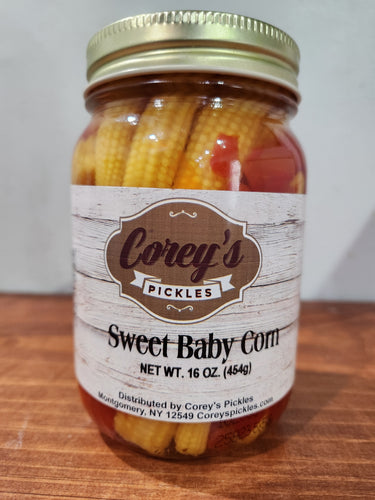 Corey's
PICKLES
Sweet Baby Corn
NET WT. 16 OZ. (454g)
Distributed by Corey's Pickles
Montgomery, NY 12549 Coreyspickles.com